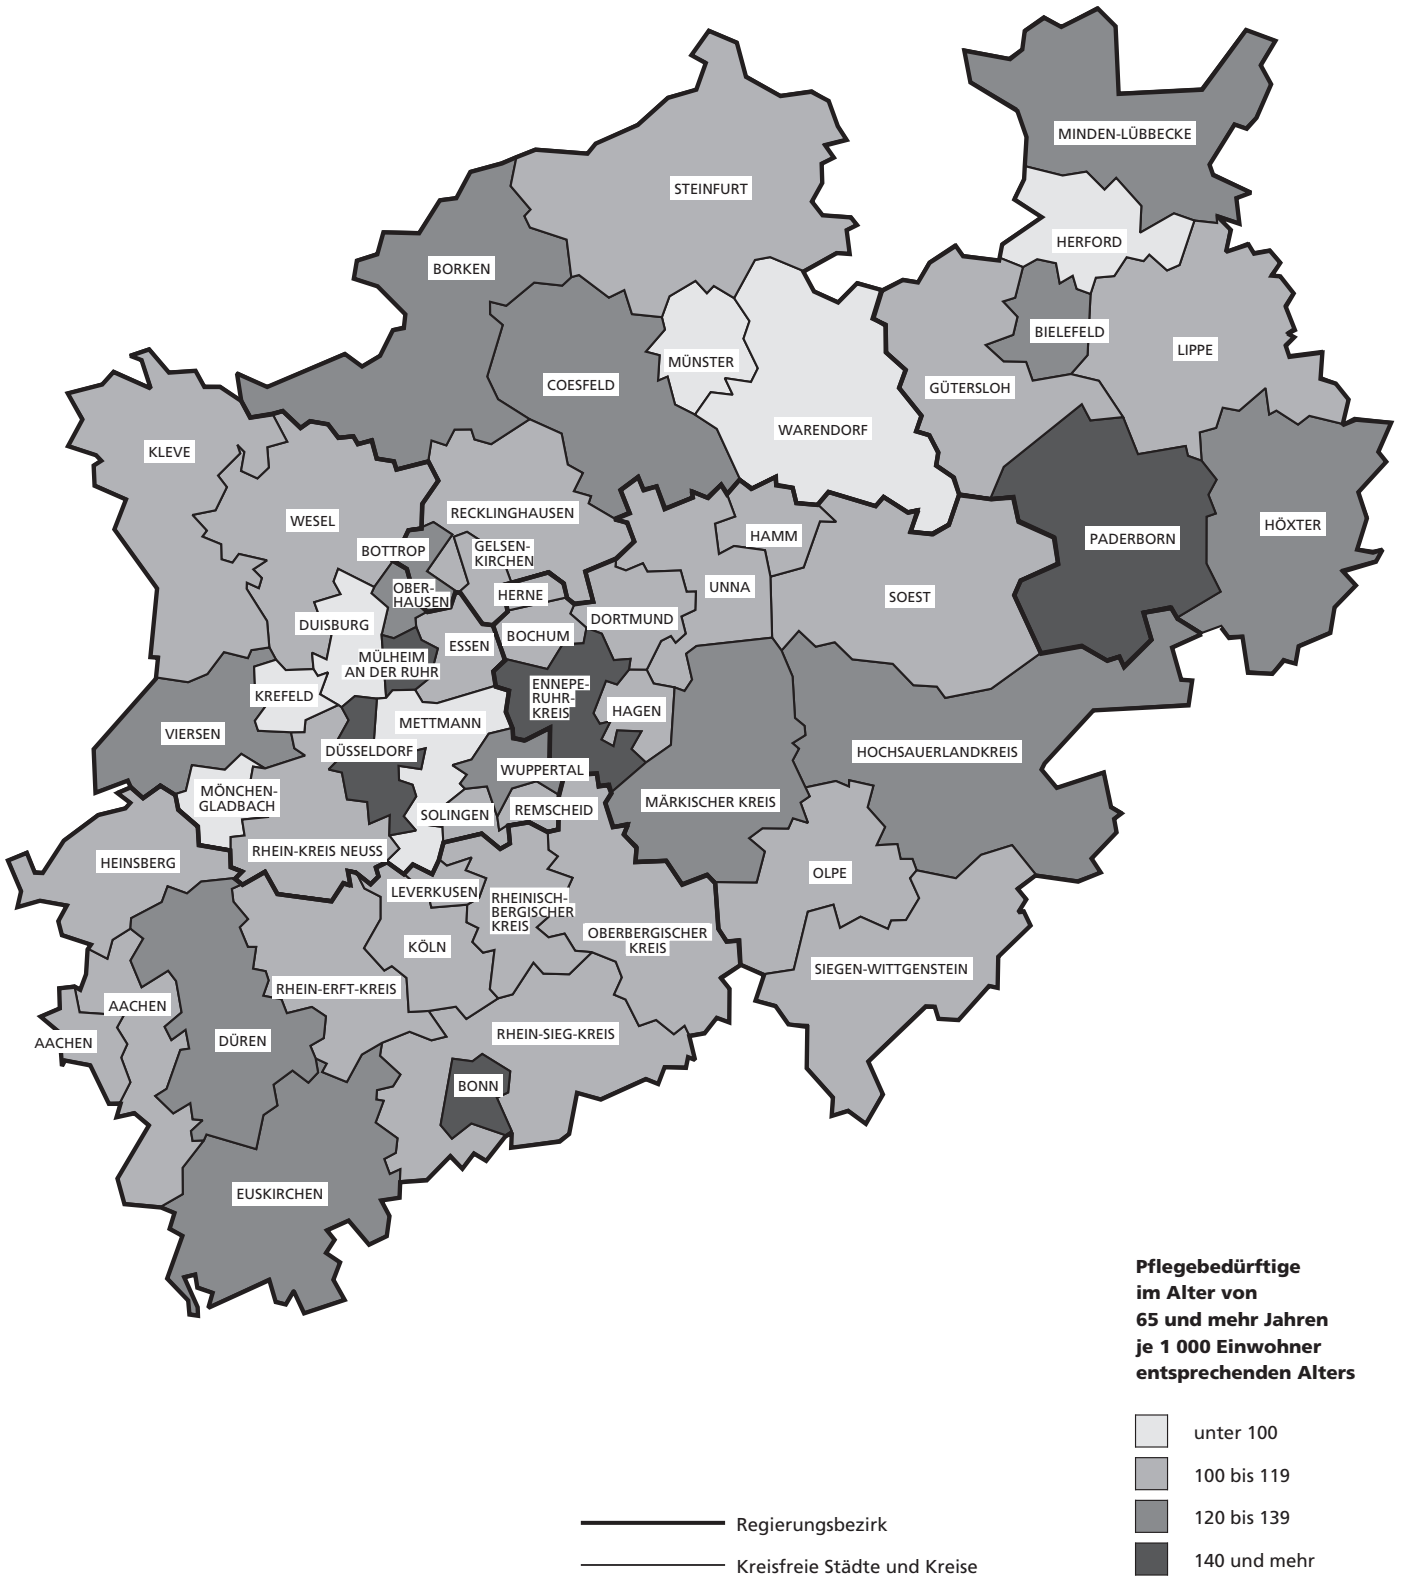 MINDEN-LÜBBECKE
STEINFURT
HERFORD
BORKEN
BIELEFELD
LIPPE
MÜNSTER
COESFELD
GÜTERSLOH
WARENDORF
KLEVE
RECKLINGHAUSEN
WESEL
HÖXTER
HAMM
PADERBORN
BOTTROP
GELSEN-
KIRCHEN
UNNA
OBER-
HAUSEN
HERNE
SOEST
DORTMUND
DUISBURG
BOCHUM
ESSEN
MÜLHEIM
AN DER RUHR
ENNEPE-
RUHR-
KREIS
KREFELD
HAGEN
METTMANN
VIERSEN
DÜSSELDORF
HOCHSAUERLANDKREIS
WUPPERTAL
MÖNCHEN-
GLADBACH
MÄRKISCHER KREIS
REMSCHEID
SOLINGEN
RHEIN-KREIS NEUSS
HEINSBERG
OLPE
LEVERKUSEN
RHEINISCH-
BERGISCHER
KREIS
OBERBERGISCHER
KREIS
KÖLN
SIEGEN-WITTGENSTEIN
RHEIN-ERFT-KREIS
AACHEN
RHEIN-SIEG-KREIS
AACHEN
DÜREN
BONN
EUSKIRCHEN
Pflegebedürftige
im Alter von
65 und mehr Jahren
je 1 000 Einwohner
entsprechenden Alters
unter 100
100 bis 119
120 bis 139
140 und mehr
Regierungsbezirk
Kreisfreie Städte und Kreise